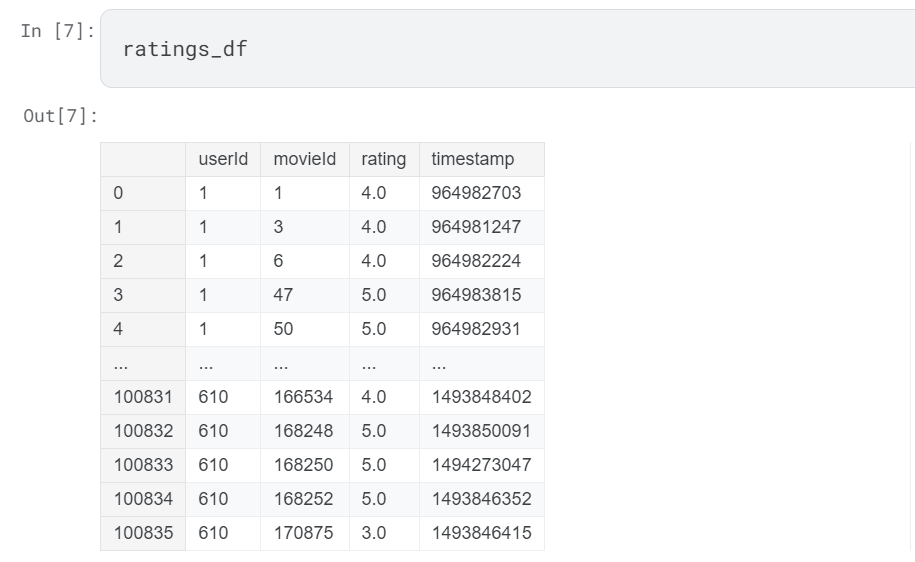 In [7]:
ratings_df
Out[7]:
userId movieId rating timestamp
0 1 1 4.0 964982703
1 1 3 4.0 964981247
2 1 6 4.0 964982224
3 1 47 5.0 964983815
4 1 50 5.0 964982931
... ... ... ... ...
100831 610 166534 4.0 1493848402
100832 610 168248 5.0 1493850091
100833 610 168250 5.0 1494273047
100834 610 168252 5.0 1493846352
100835 610 170875 3.0 1493846415